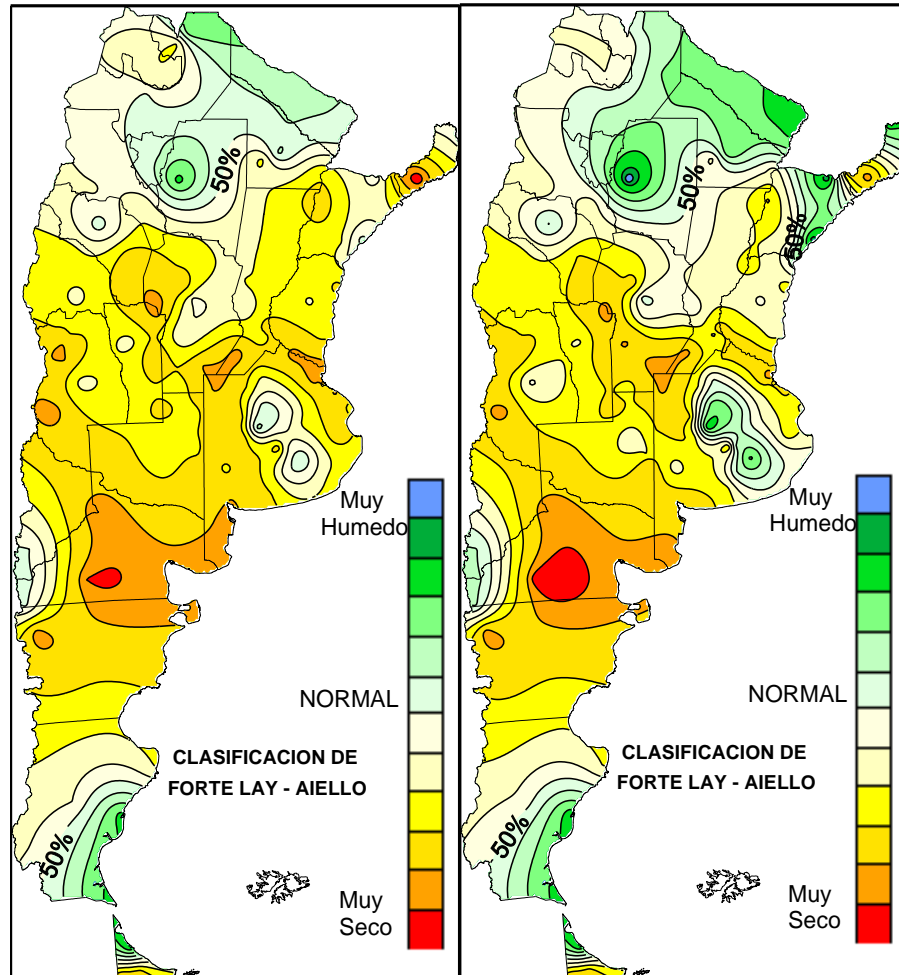 50%
Muy
Humedo
NORMAL
CLASIFICACION DE
FORTE LAY - AIELLO
50%
Muy
Seco
50%
50%
Muy
Humedo
NORMAL
CLASIFICACION DE
FORTE LAY - AIELLO
50%
Muy
Seco